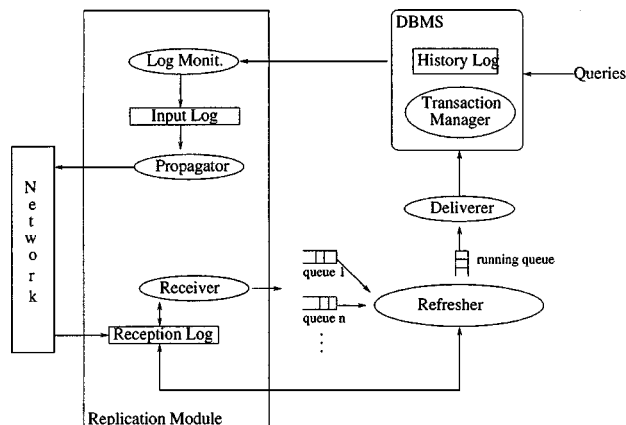 DBMS
Log Monit.
History Log
Queries
Input Log
Transaction
Manager
Propagator
Network
Deliverer
running queue
queue 1
Receiver
Refresher
queue n
Reception Log
Replication Module